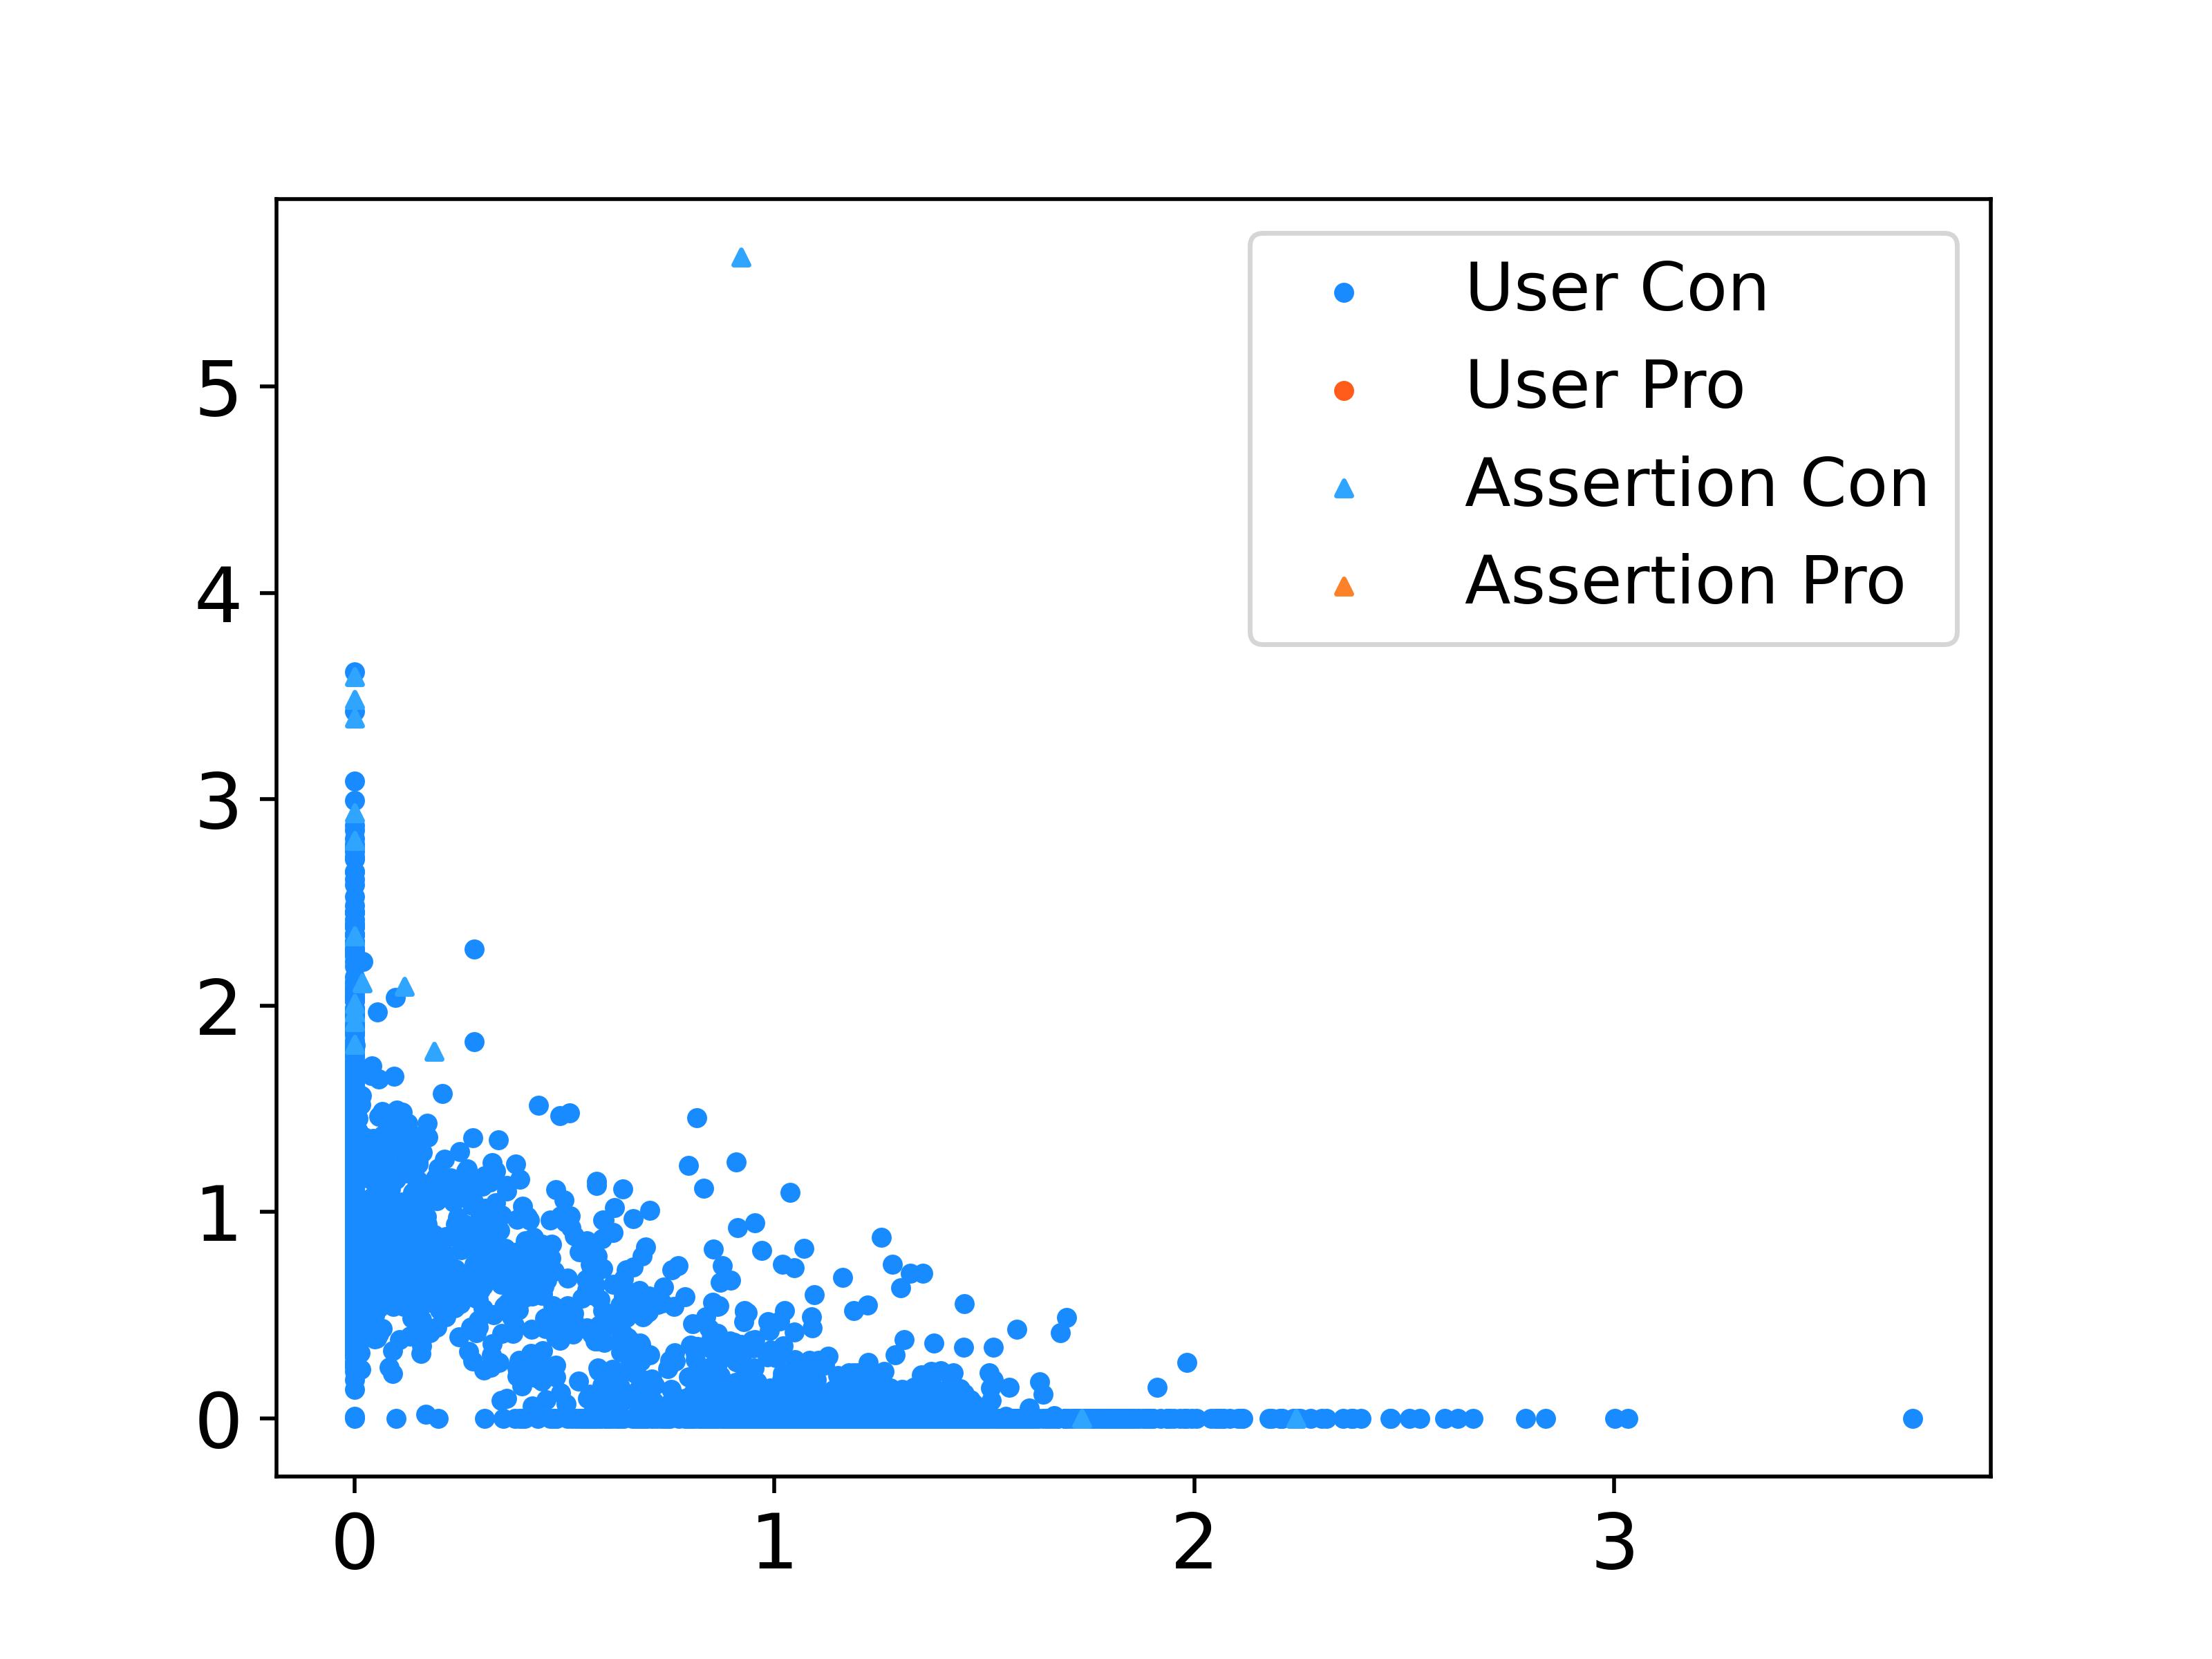 User Con
User Pro
Assertion Con
Assertion Pro
5
4
3
2
1
0
0 1 2 3